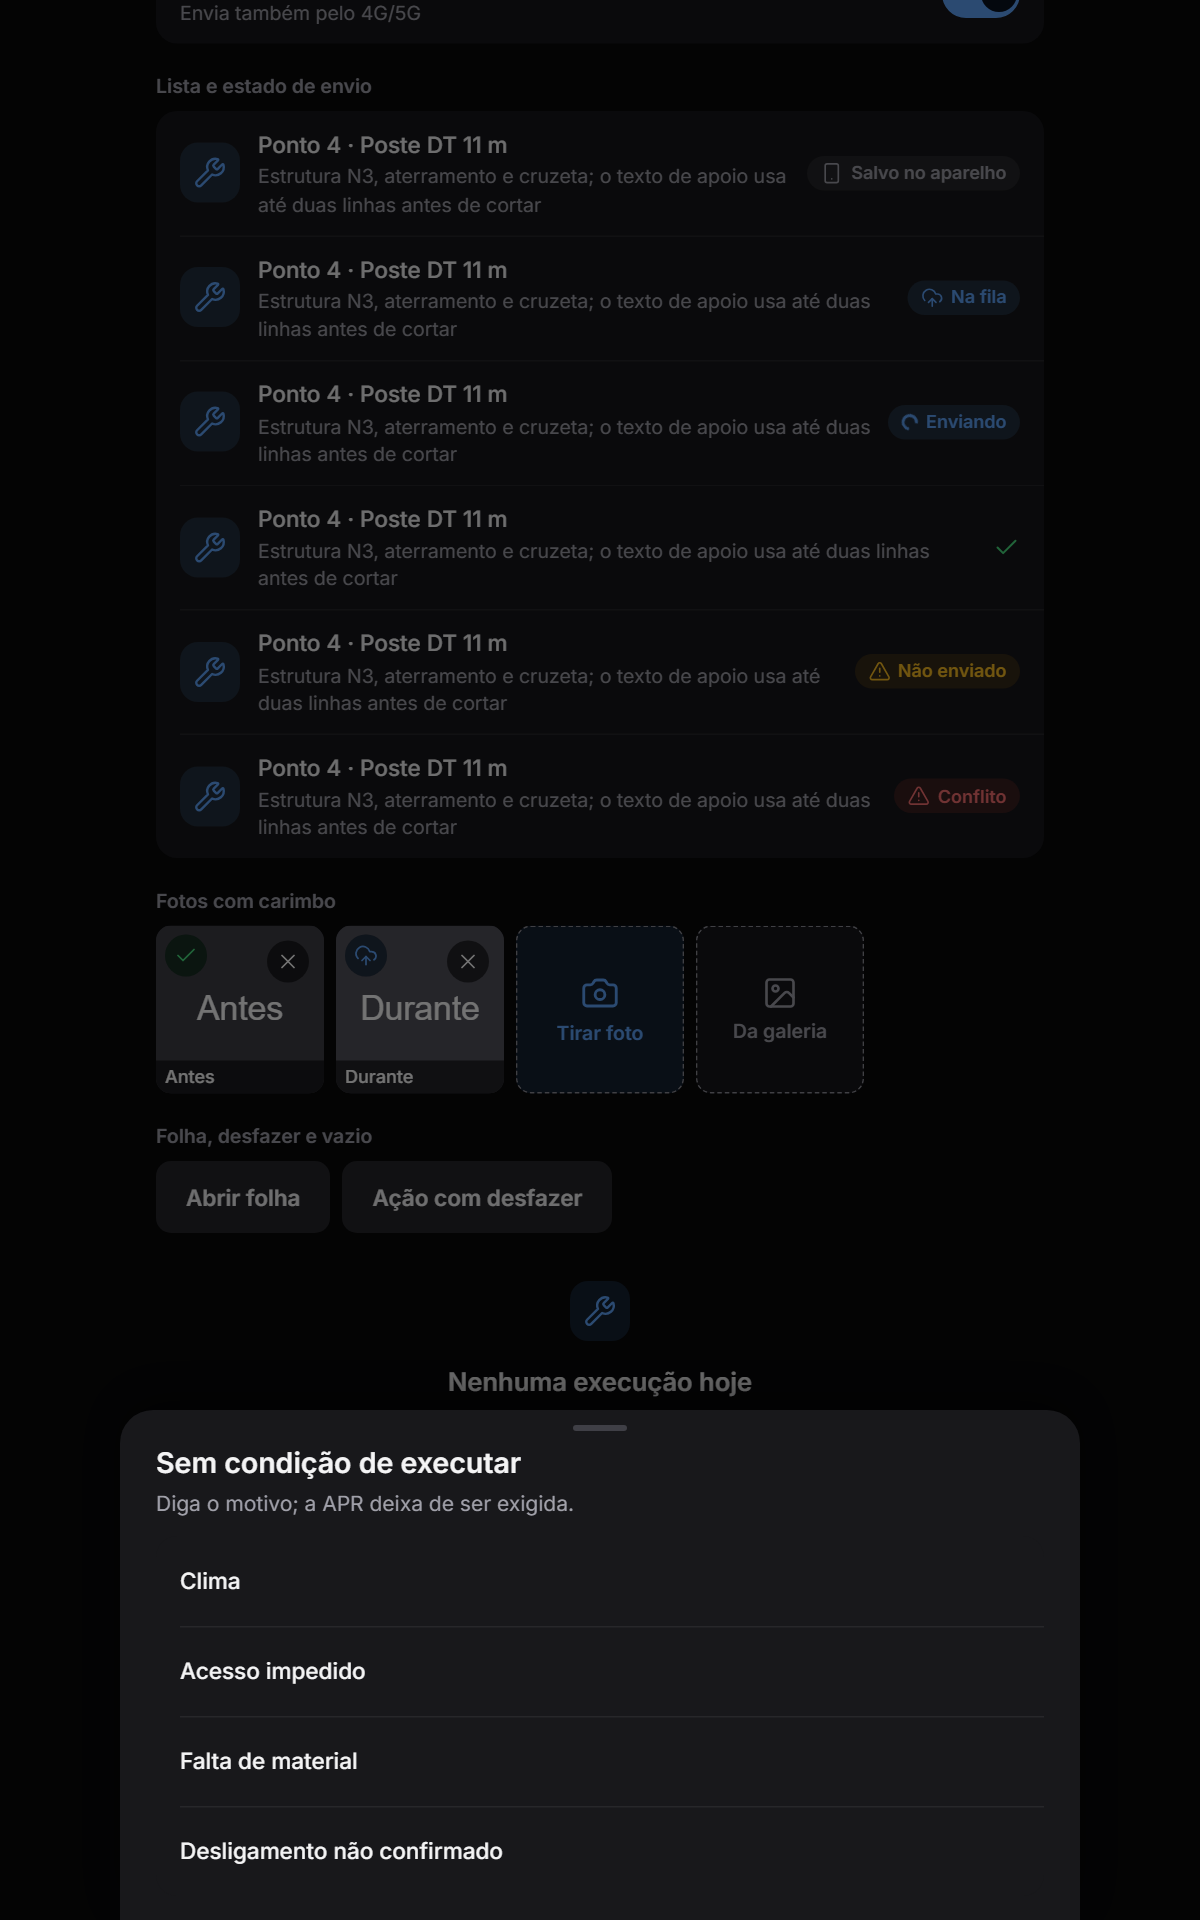 Envia também pelo 4G/5G
Lista e estado de envio
Ponto 4 · Poste DT 11 m
Estrutura N3, aterramento e cruzeta; o texto de apoio usa
até duas linhas antes de cortar
Salvo no aparelho
Ponto 4 · Poste DT 11 m
Estrutura N3, aterramento e cruzeta; o texto de apoio usa até duas
linhas antes de cortar
Na fila
Ponto 4 · Poste DT 11 m
Estrutura N3, aterramento e cruzeta; o texto de apoio usa até duas
linhas antes de cortar
Enviando
Ponto 4 · Poste DT 11 m
Estrutura N3, aterramento e cruzeta; o texto de apoio usa até duas linhas
antes de cortar
Ponto 4 · Poste DT 11 m
Estrutura N3, aterramento e cruzeta; o texto de apoio usa até
duas linhas antes de cortar
Não enviado
Ponto 4 · Poste DT 11 m
Estrutura N3, aterramento e cruzeta; o texto de apoio usa até duas
linhas antes de cortar
Conflito
Fotos com carimbo
Antes
Antes
Durante
Durante
Tirar foto
Da galeria
Folha, desfazer e vazio
Abrir folha
Ação com desfazer
Nenhuma execução hoje
Sem condição de executar
Diga o motivo; a APR deixa de ser exigida.
Clima
Acesso impedido
Falta de material
Desligamento não confirmado